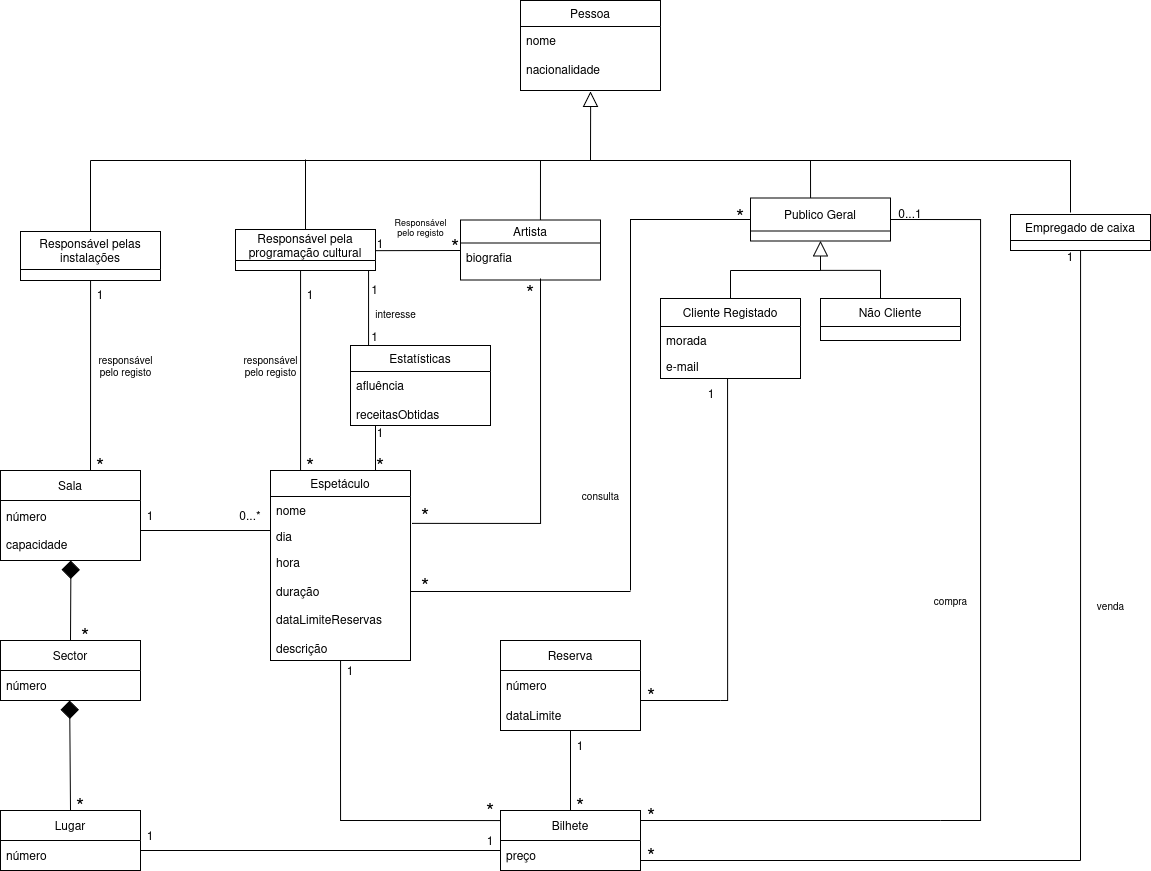 Pessoa
nome
nacionalidade
Responsável pelas
instalações
Responsável pela
programação cultural
Responsável
pelo registo
1
*
Artista
biografia
*
*
Publico Geral
0...1
Empregado de caixa
1
1
1
1
interesse
1
Estatísticas
afluência
receitasObtidas
1
Cliente Registado
morada
e-mail
1
Não Cliente
responsável
pelo registo
responsável
pelo registo
*
*
*
Sala
número
capacidade
1
0...*
Espetáculo
nome
dia
hora
duração
dataLimiteReservas
descrição
*
*
1
consulta
compra
venda
*
Sector
número
Reserva
número
dataLimite
*
1
*
Lugar
número
1
*
1
*
Bilhete
preço
*
*